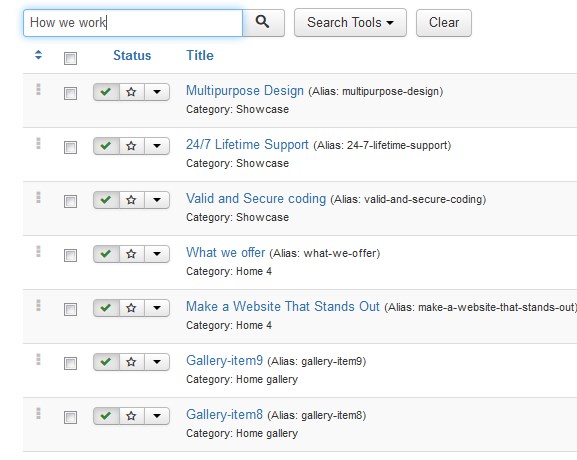 How we work
Search Tools
Clear
Status Title
Multipurpose Design (Alias: multipurpose-design)
Category: Showcase
24/7 Lifetime Support (Alias: 24-7-lifetime-support)
Category: Showcase
Valid and Secure coding (Alias: valid-and-secure-coding)
Category: Showcase
What we offer (Alias: what-we-offer)
Category: Home 4
Make a Website That Stands Out (Alias: make-a-website-that-stands-out)
Category: Home 4
Gallery-item9 (Alias: gallery-item9)
Category: Home gallery
Gallery-item8 (Alias: gallery-item8)
Category: Home gallery